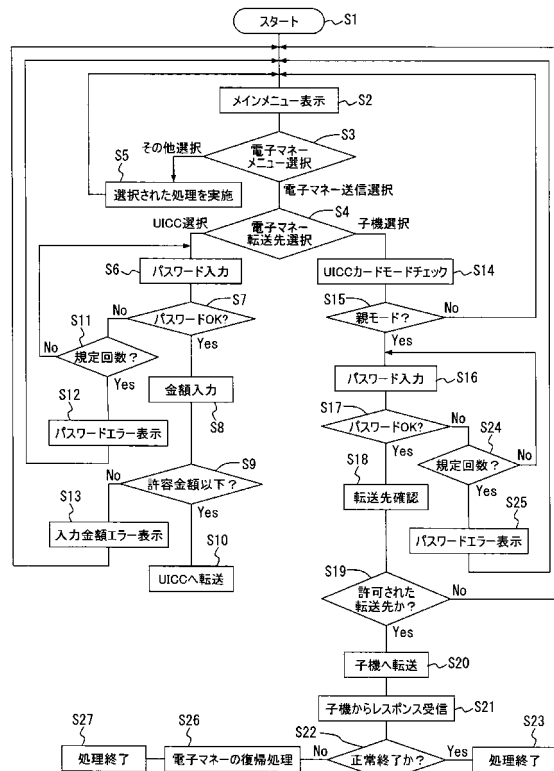 スタート
S1
メインメニュー表示
S2
S3
電子マネー
メニュー選択
その他選択
S5
選択された処理を実施
電子マネー送信選択
S4
UICC選択
電子マネー
転送先選択
子機選択
S6
パスワード入力
UICCカードモードチェック
S14
S7
パスワードOK?
No
Yes
S15
親モード?
No
Yes
S11
規定回数?
No
Yes
金額入力
S8
パスワード入力
S16
S12
パスワードエラー表示
S17
パスワードOK?
No
Yes
S24
規定回数?
No
Yes
S9
許容金額以下?
No
Yes
S18
転送先確認
S13
入力金額エラー表示
S25
パスワードエラー表示
S10
UICCへ転送
S19
許可された
転送先か?
No
Yes
子機へ転送
S20
子機からレスポンス受信
S21
S27
処理終了
S26
電子マネーの復帰処理
No
S22
正常終了か?
Yes
S23
処理終了